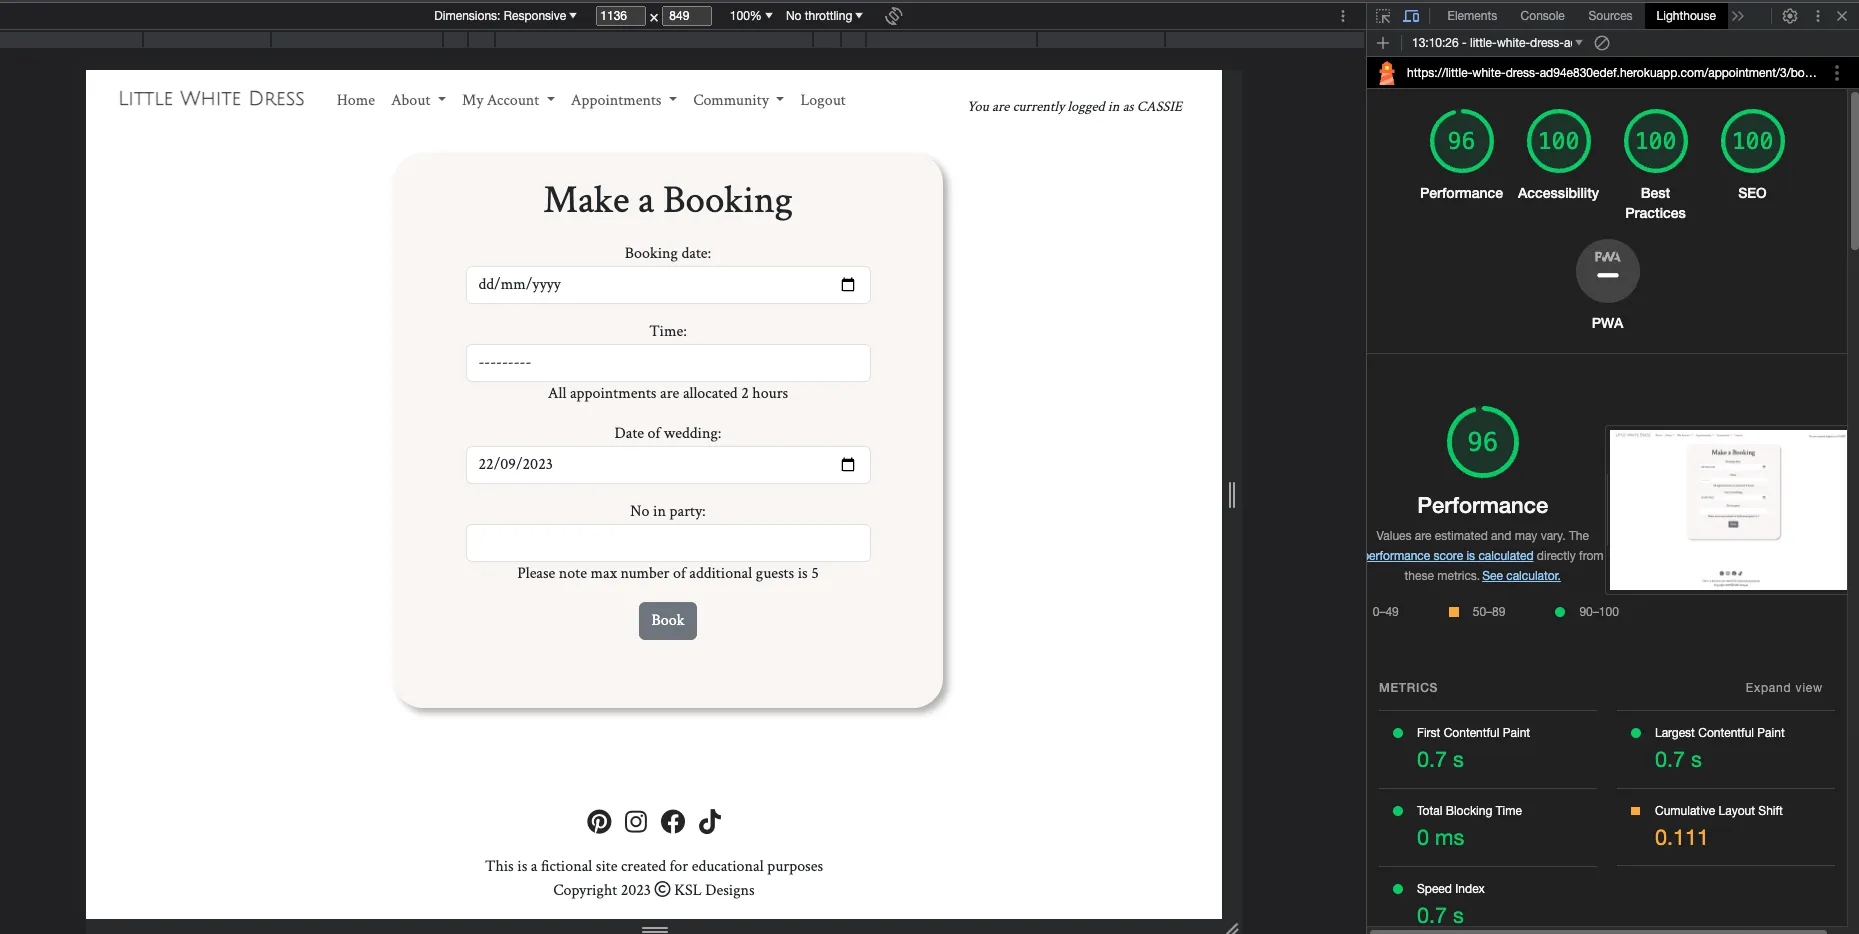 Dimensions: Responsive
1136 × 849
100%
No throttling
Elements
Console
Sources
Lighthouse
13:10:26 - little-white-dress-a
https://little-white-dress-ad94e830edef.herokuapp.com/appointment/3/bo...
LITTLE WHITE DRESS
Home
About
My Account
Appointments
Community
Logout
You are currently logged in as CASSIE
Make a Booking
Booking date:
dd/mm/yyyy
Time:
---------
All appointments are allocated 2 hours
Date of wedding:
22/09/2023
No in party:
Please note max number of additional guests is 5
Book
This is a fictional site created for educational purposes
Copyright 2023 © KSL Designs
96
Performance
100
Accessibility
100
Best
Practices
100
SEO
PWA
PWA
96
Performance
Values are estimated and may vary. The
performance score is calculated directly from
these metrics. See calculator.
0–49
50–89
90–100
Make a Booking
METRICS
Expand view
First Contentful Paint
0.7 s
Largest Contentful Paint
0.7 s
Total Blocking Time
0 ms
Cumulative Layout Shift
0.111
Speed Index
0.7 s